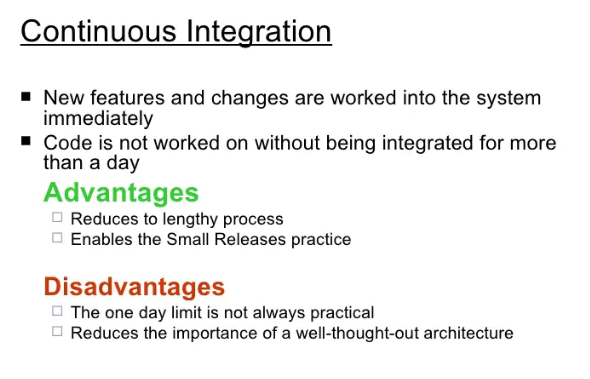 Continuous Integration
New features and changes are worked into the system
immediately
Code is not worked on without being integrated for more
than a day
Advantages
Reduces to lengthy process
Enables the Small Releases practice
Disadvantages
The one day limit is not always practical
Reduces the importance of a well-thought-out architecture